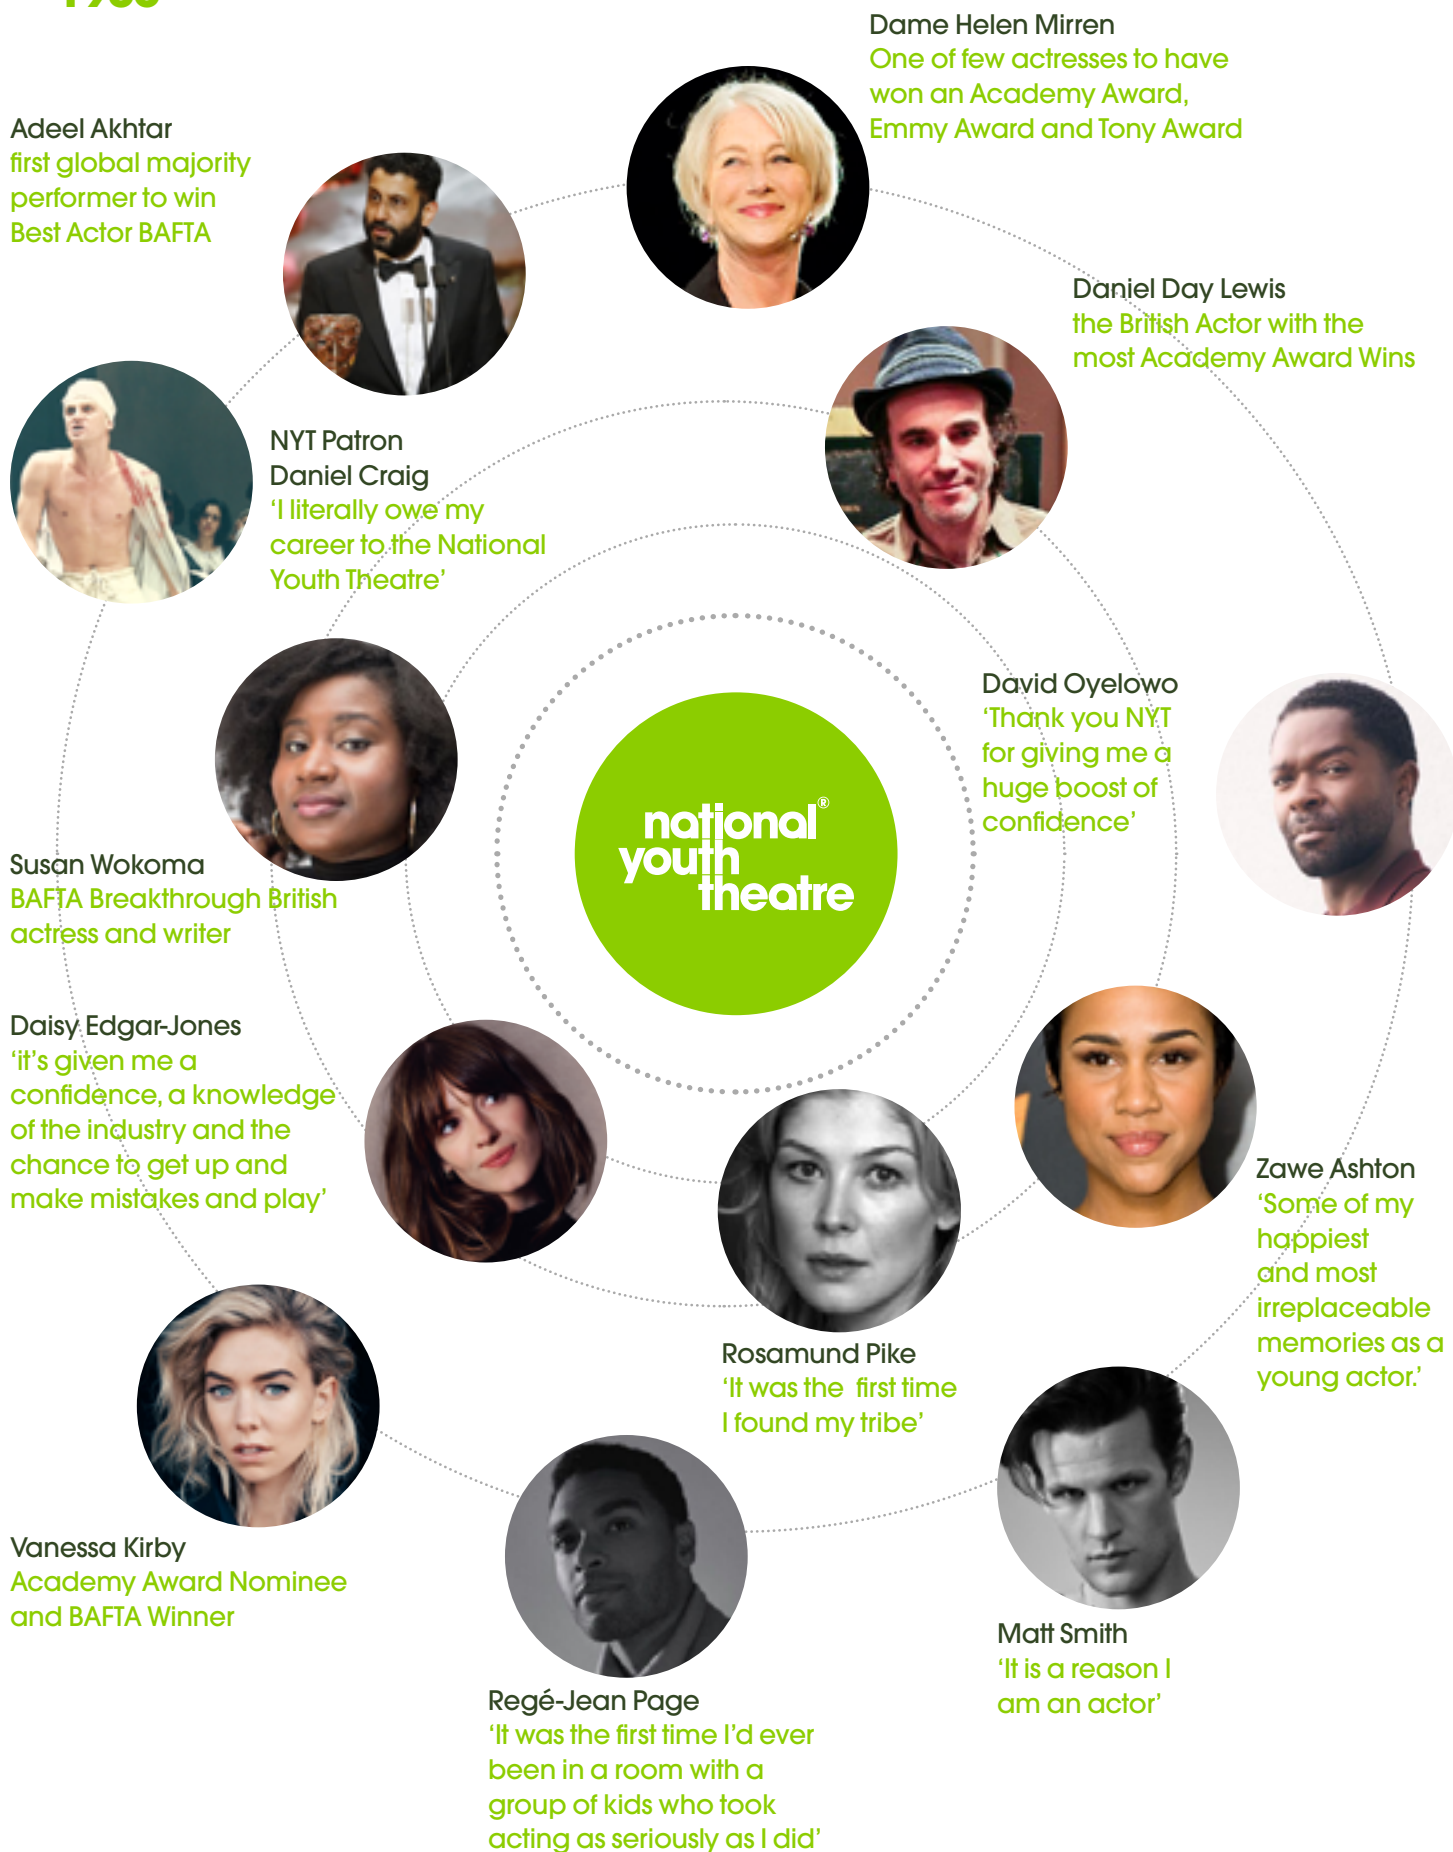 Dame Helen Mirren
One of few actresses to have
won an Academy Award,
Emmy Award and Tony Award
Adeel Akhtar
first global majority
performer to win
Best Actor BAFTA
Daniel Day Lewis
the British Actor with the
most Academy Award Wins
NYT Patron
Daniel Craig
‘I literally owe my
career to the National
Youth Theatre’
David Oyelowo
‘Thank you NYT
for giving me a
huge boost of
confidence’
national®
youth
theatre
Susan Wokoma
BAFTA Breakthrough British
actress and writer
Daisy Edgar-Jones
‘it’s given me a
confidence, a knowledge
of the industry and the
chance to get up and
make mistakes and play’
Zawe Ashton
‘Some of my
happiest
and most
irreplaceable
memories as a
young actor.’
Rosamund Pike
‘It was the first time
I found my tribe’
Vanessa Kirby
Academy Award Nominee
and BAFTA Winner
Matt Smith
‘It is a reason I
am an actor’
Regé-Jean Page
‘It was the first time I’d ever
been in a room with a
group of kids who took
acting as seriously as I did’